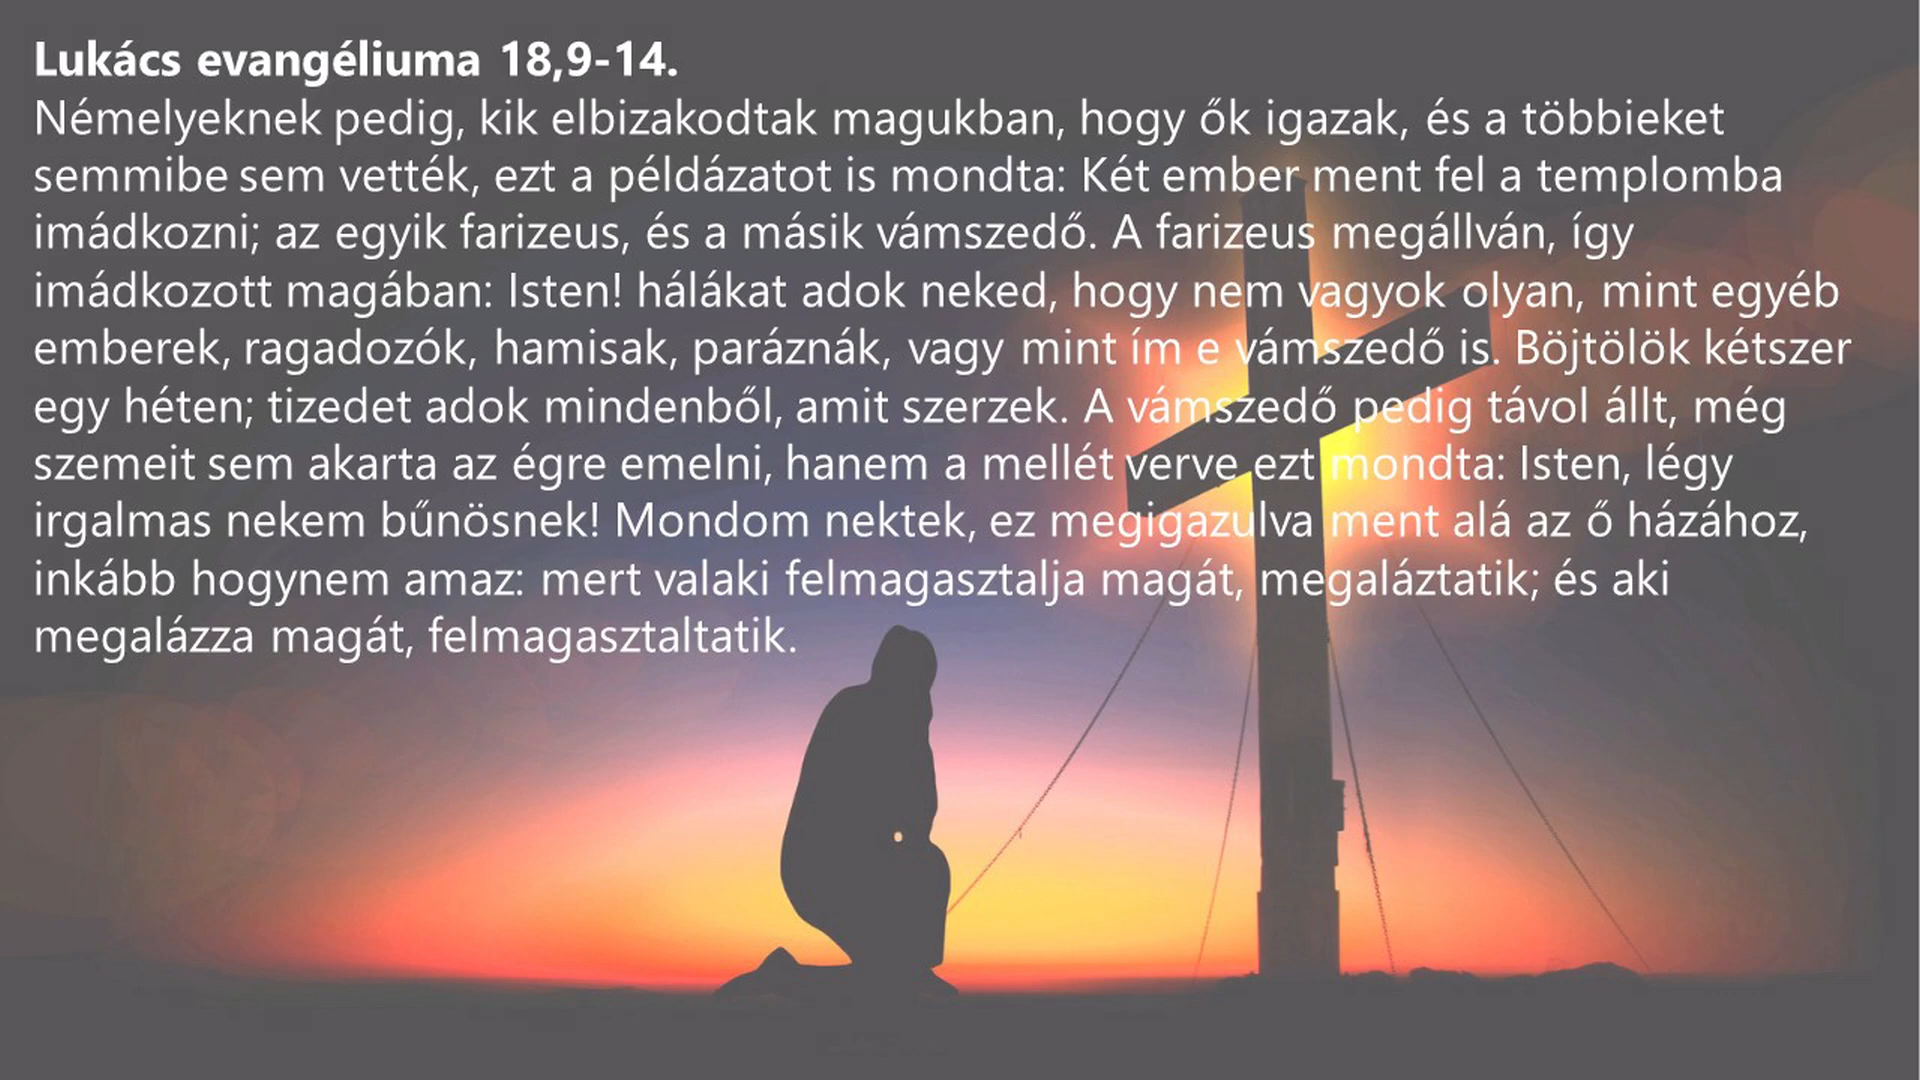 Lukács evangéliuma 18,9-14.
Némelyeknek pedig, kik elbizakodtak magukban, hogy ők igazak, és a többieket
semmibe sem vették, ezt a példázatot is mondta: Két ember ment fel a templomba
imádkozni; az egyik farizeus, és a másik vámszedő. A farizeus megállván, így
imádkozott magában: Isten! hálákat adok neked, hogy nem vagyok olyan, mint egyéb
emberek, ragadozók, hamisak, paráznák, vagy mint ím e vámszedő is. Böjtölök kétszer
egy héten; tizedet adok mindenből, amit szerzek. A vámszedő pedig távol állt, még
szemeit sem akarta az égre emelni, hanem a mellét verve ezt mondta: Isten, légy
irgalmas nekem bűnösnek! Mondom nektek, ez megigazulva ment alá az ő házához,
inkább hogynem amaz: mert valaki felmagasztalja magát, megaláztatik; és aki
megalázza magát, felmagasztaltatik.